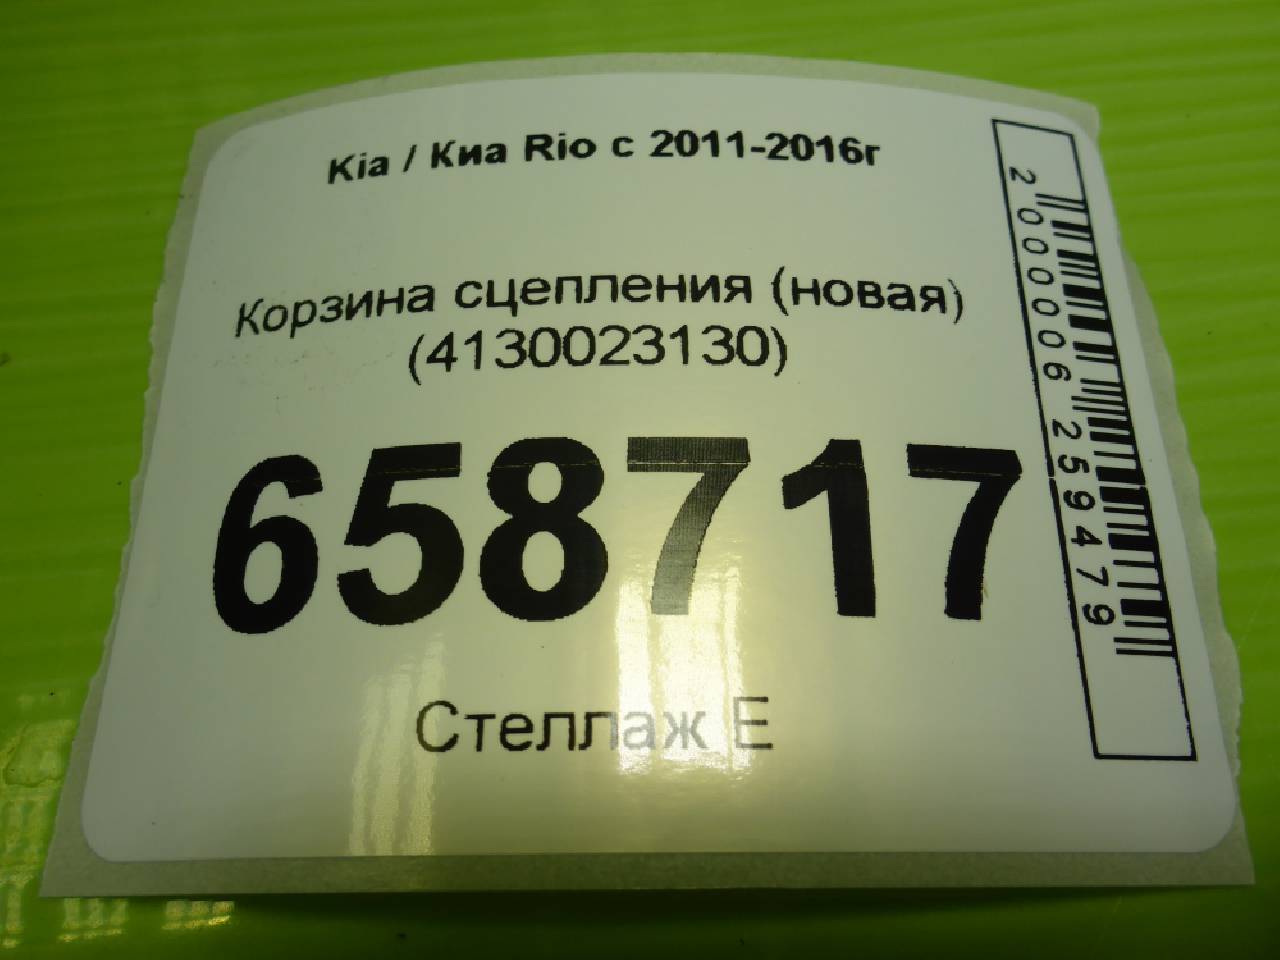 Kia / Киа Rio с 2011-2016г
Корзина сцепления (новая)
(4130023130)
658717
Стеллаж Е
2000006259479